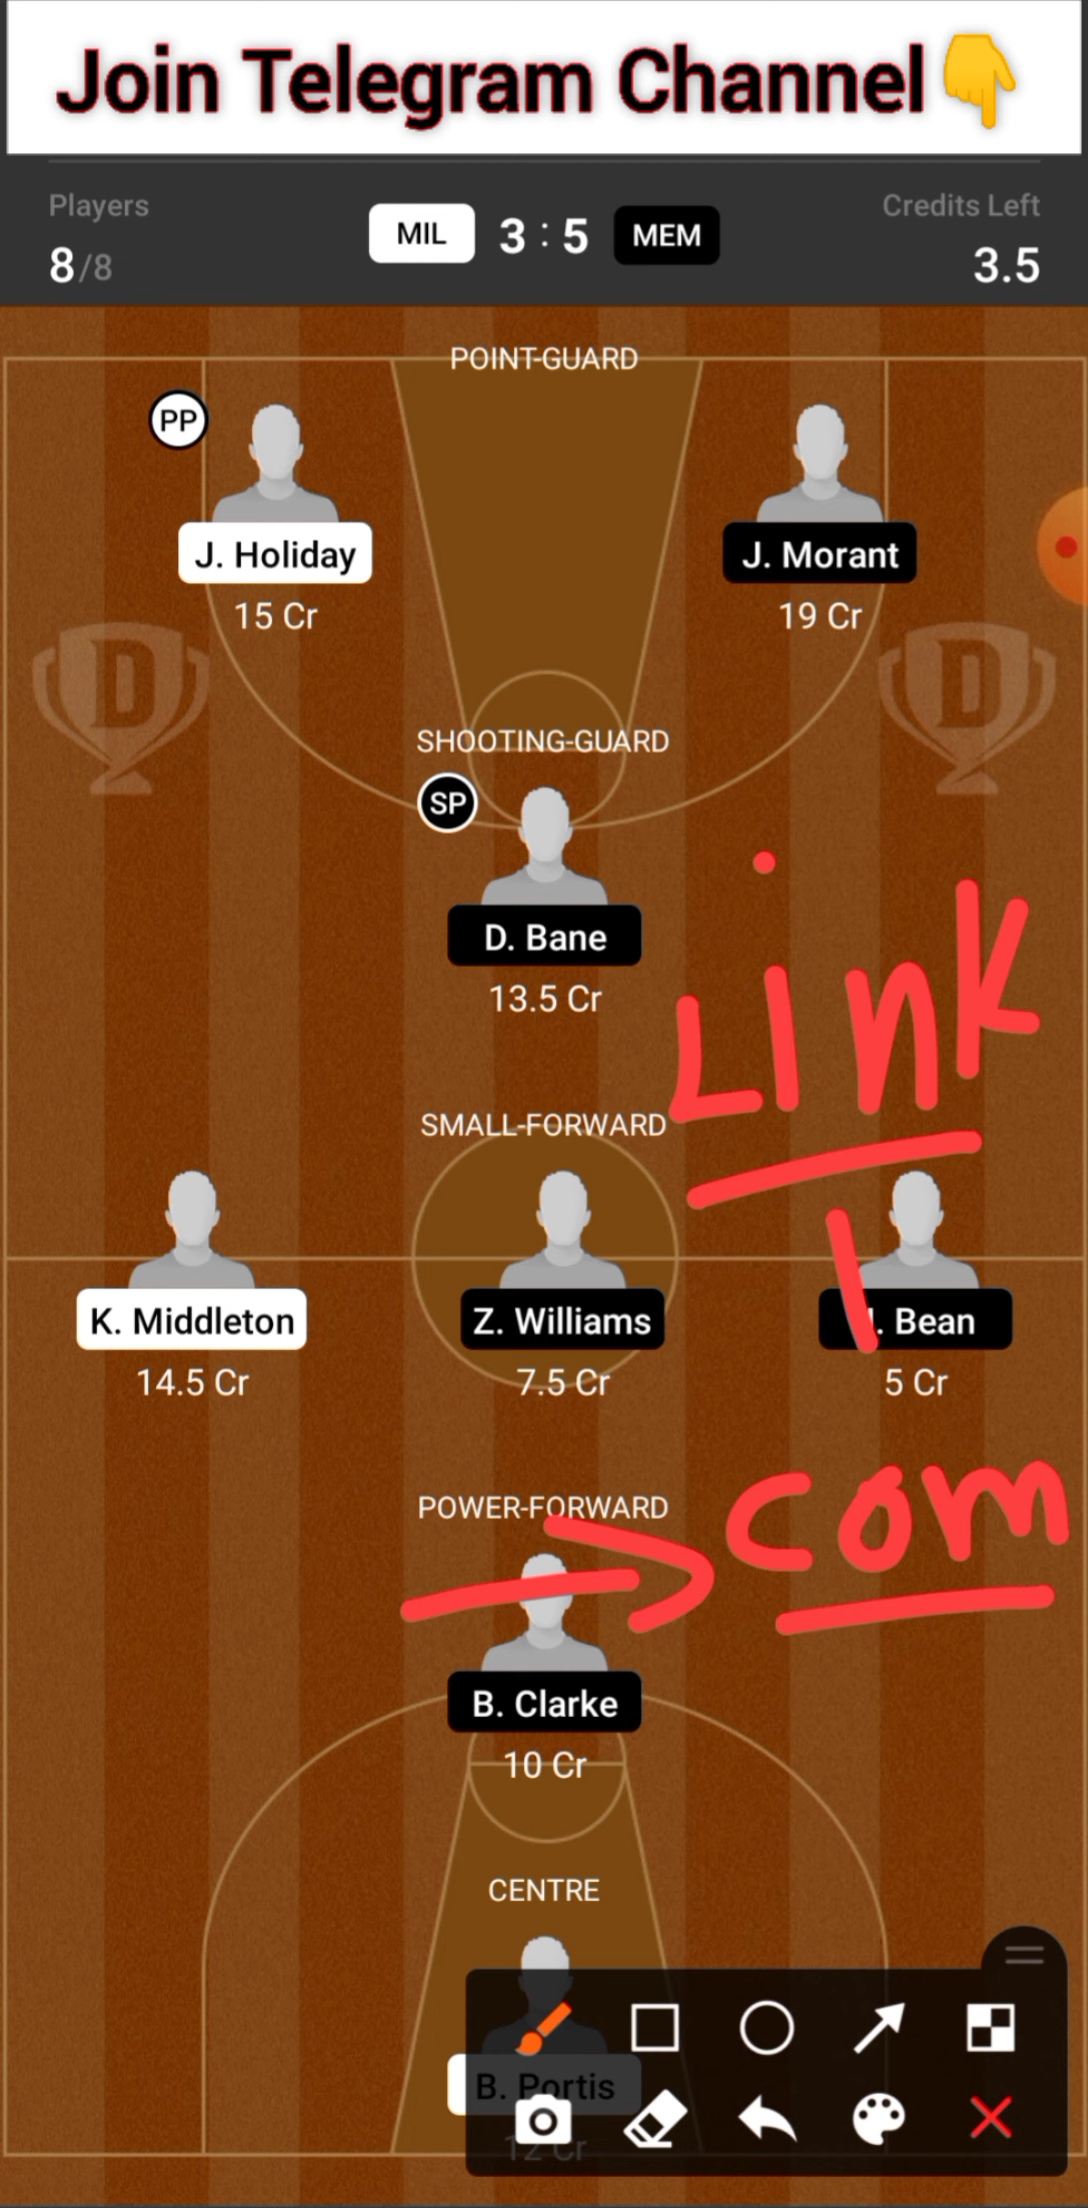 Join Telegram Channel👇
Players
Credits Left
8/8
MIL 3 : 5 MEM
3.5
POINT-GUARD
PP
J. Holiday
15 Cr
J. Morant
19 Cr
D
D
SHOOTING-GUARD
SP
D. Bane
13.5 Cr
Link
SMALL-FORWARD
K. Middleton
14.5 Cr
Z. Williams
7.5 Cr
Bean
5 Cr
com
POWER-FORWARD
B. Clarke
10 Cr
CENTRE
B. Portis
12 Cr